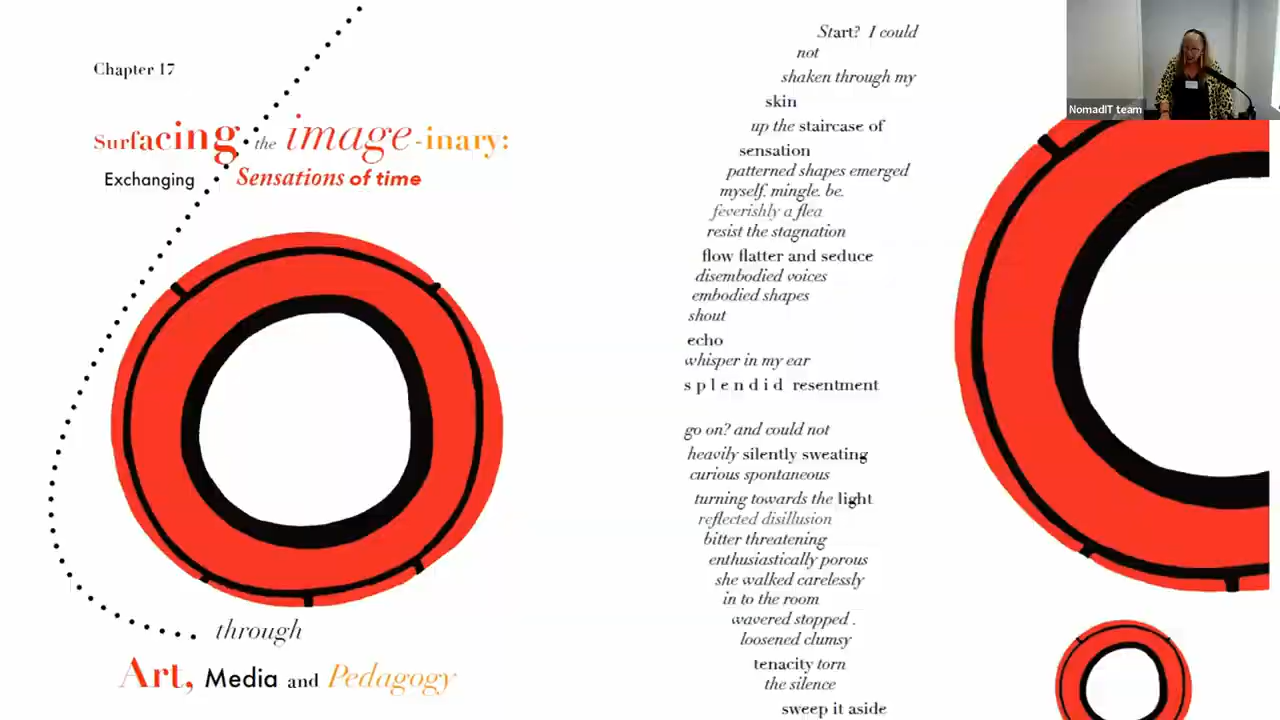 Chapter 17
Surfacing the image-inary:
Exchanging Sensations of time
through
Art, Media and Pedagogy
Start? I could
not
shaken through my
skin
up the staircase of
sensation
patterned shapes emerged
myself. mingle. be.
feverishly a flea
resist the stagnation
flow flatter and seduce
disembodied voices
embodied shapes
shout
echo
whisper in my ear
s p l e n d i d resentment
go on? and could not
heavily silently sweating
curious spontaneous
turning towards the light
reflected disillusion
bitter threatening
enthusiastically porous
she walked carelessly
in to the room
wavered stopped .
loosened clumsy
tenacity torn
the silence
sweep it aside
NomadIT team